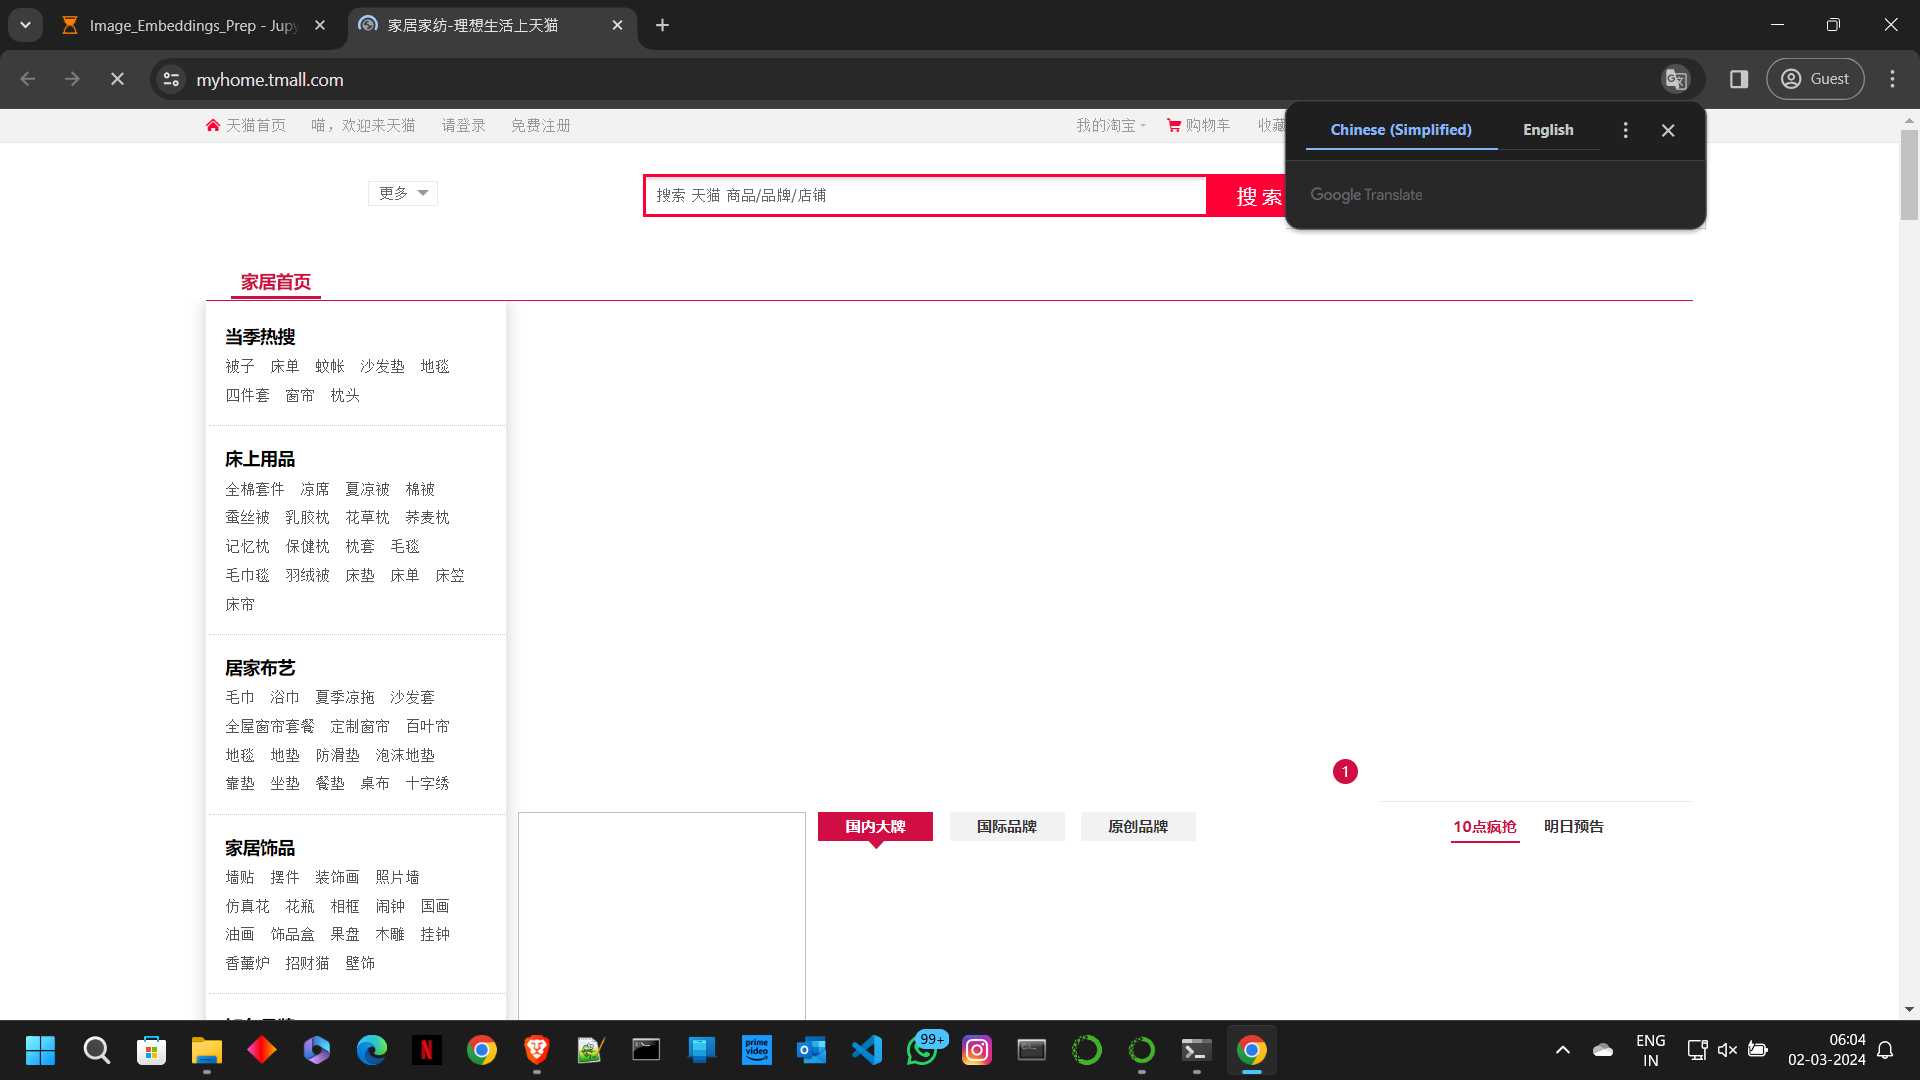 Image_Embeddings_Prep - Jupy
家居家纺-理想生活上天猫
myhome.tmall.com
Guest
天猫首页 喵，欢迎来天猫 请登录 免费注册
我的淘宝 购物车 收藏
Chinese (Simplified) English
Google Translate
更多
搜索 天猫 商品/品牌/店铺
搜索
家居首页
当季热搜
被子 床单 蚊帐 沙发垫 地毯
四件套 窗帘 枕头
床上用品
全棉套件 凉席 夏凉被 棉被
蚕丝被 乳胶枕 花草枕 荞麦枕
记忆枕 保健枕 枕套 毛毯
毛巾毯 羽绒被 床垫 床单 床笠
床帘
居家布艺
毛巾 浴巾 夏季凉拖 沙发套
全屋窗帘套餐 定制窗帘 百叶帘
地毯 地垫 防滑垫 泡沫地垫
靠垫 坐垫 餐垫 桌布 十字绣
家居饰品
墙贴 摆件 装饰画 照片墙
仿真花 花瓶 相框 闹钟 国画
油画 饰品盒 果盘 木雕 挂钟
香薰炉 招财猫 壁饰
1
国内大牌 国际品牌 原创品牌
10点疯抢 明日预告
prime video
99+
ENG
IN
06:04
02-03-2024